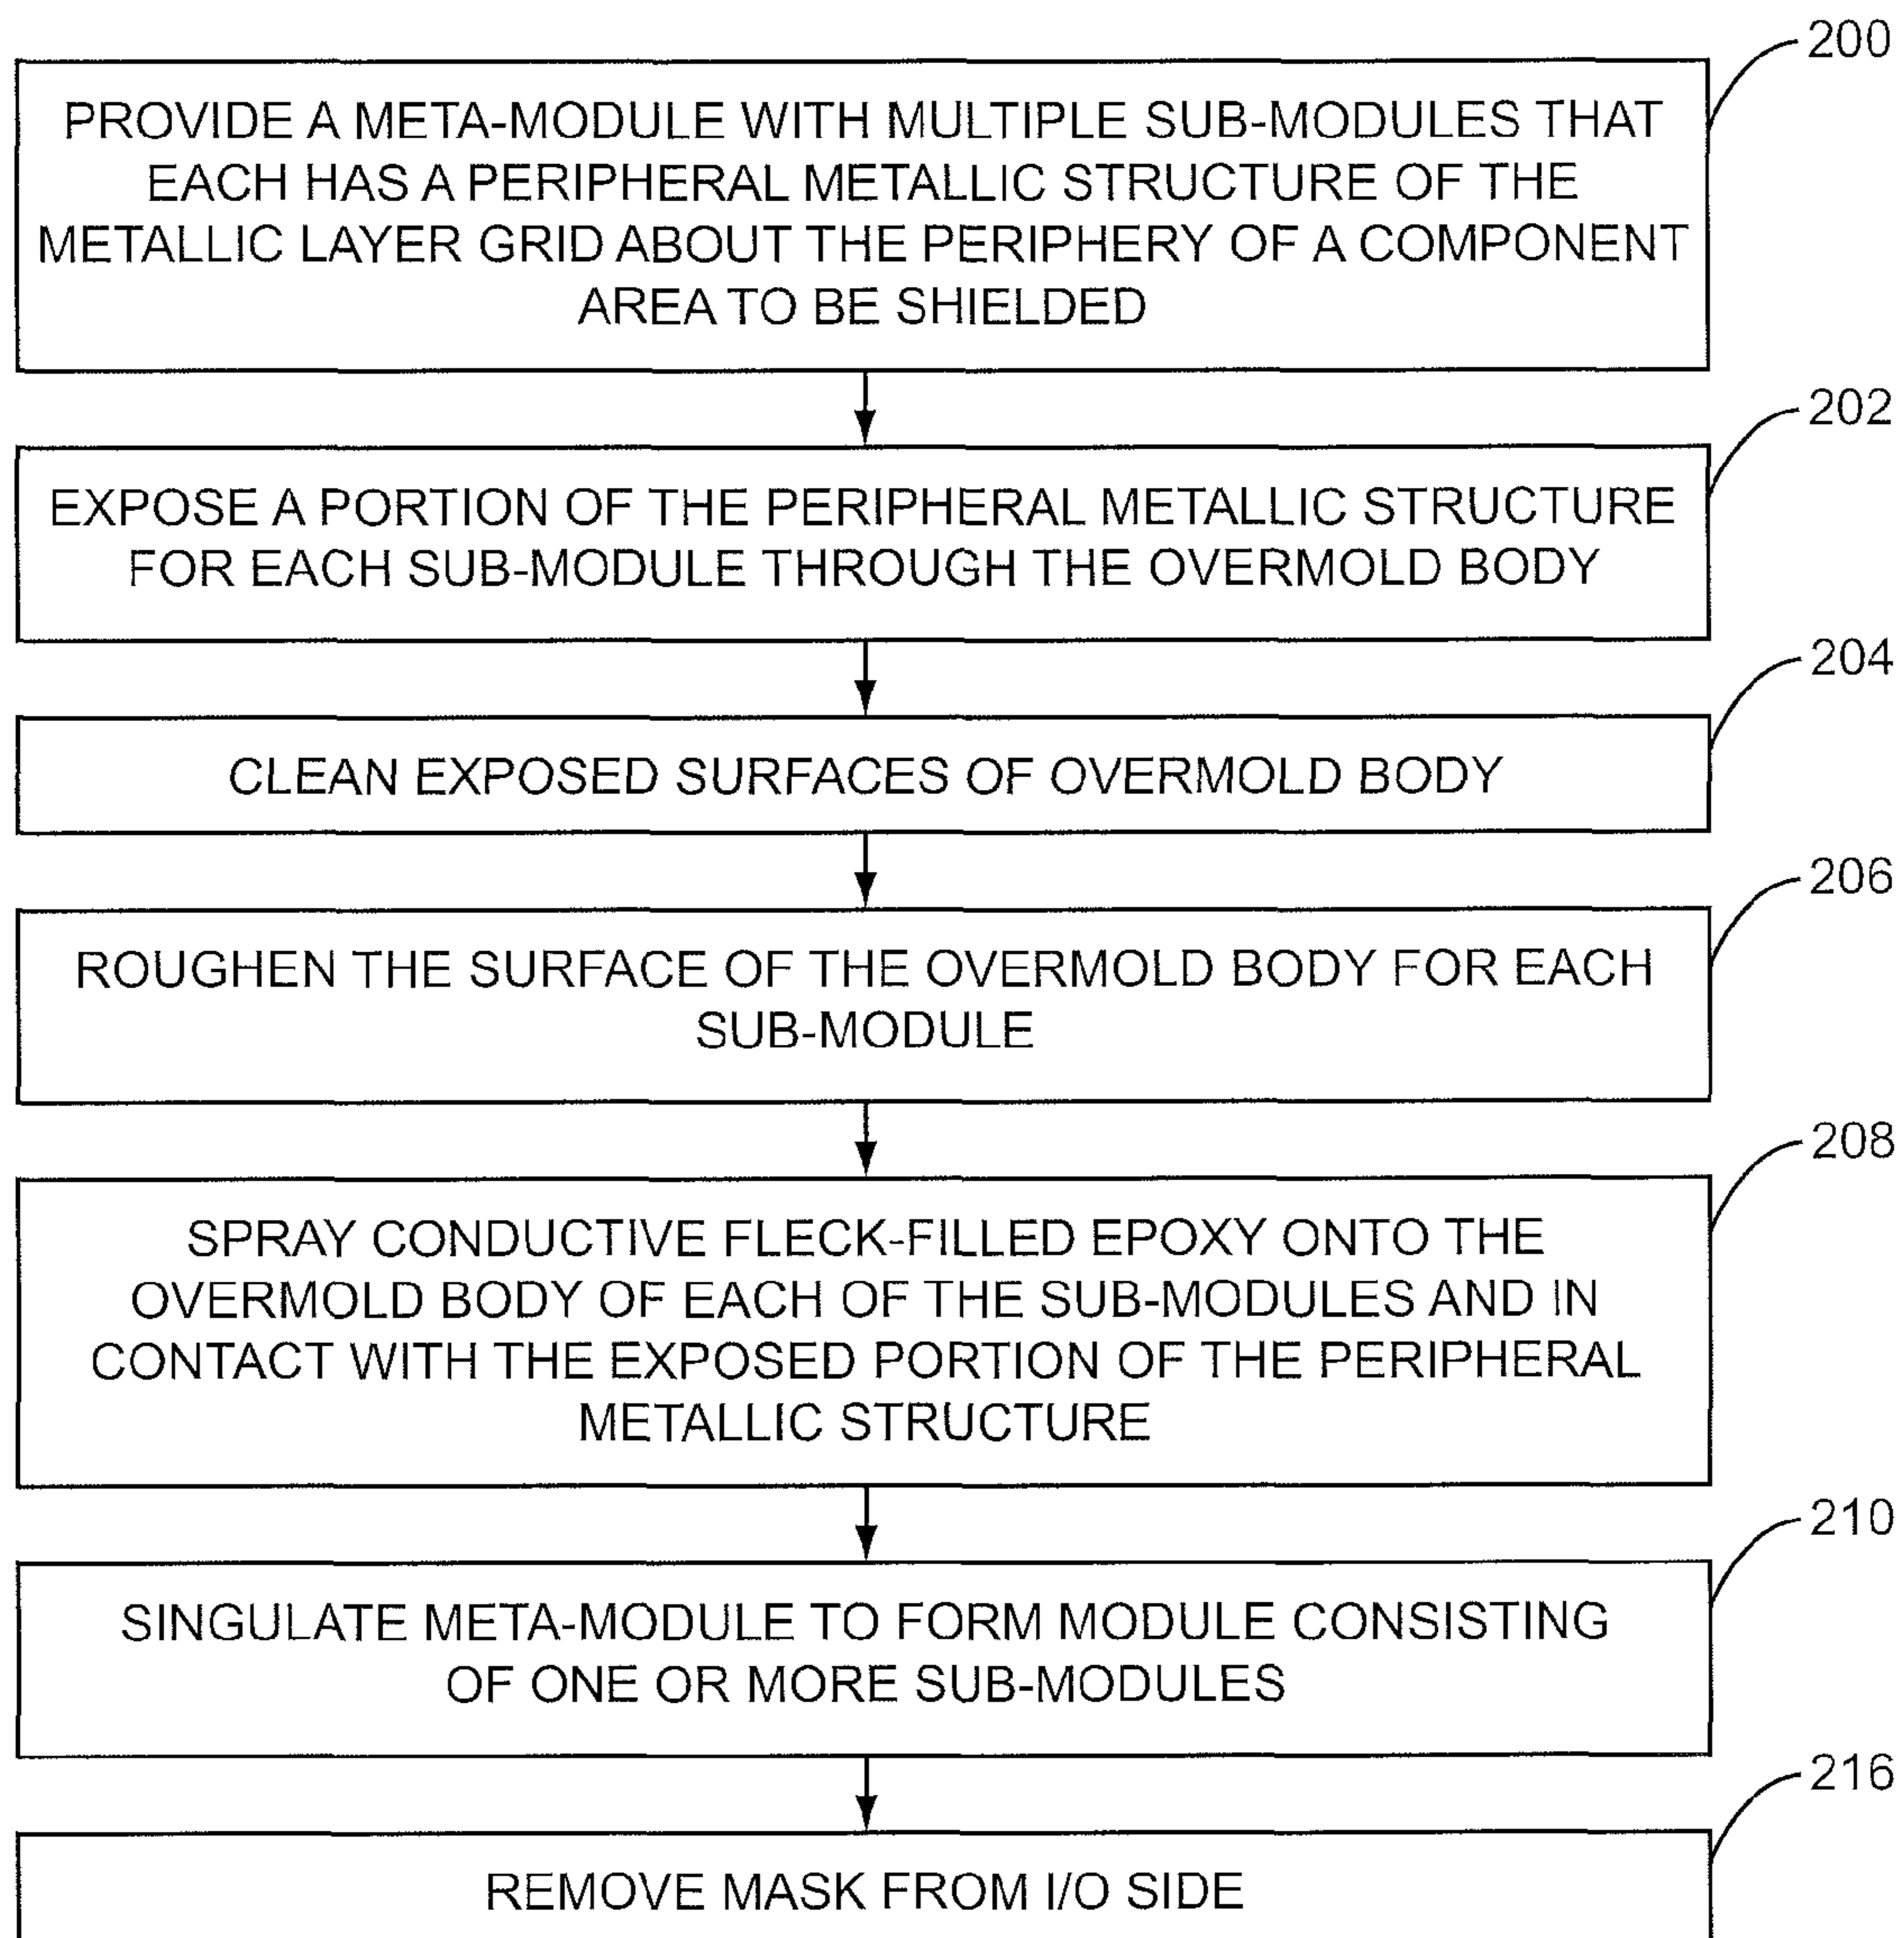 200
PROVIDE A META-MODULE WITH MULTIPLE SUB-MODULES THAT
EACH HAS A PERIPHERAL METALLIC STRUCTURE OF THE
METALLIC LAYER GRID ABOUT THE PERIPHERY OF A COMPONENT
AREA TO BE SHIELDED
202
EXPOSE A PORTION OF THE PERIPHERAL METALLIC STRUCTURE
FOR EACH SUB-MODULE THROUGH THE OVERMOLD BODY
204
CLEAN EXPOSED SURFACES OF OVERMOLD BODY
206
ROUGHEN THE SURFACE OF THE OVERMOLD BODY FOR EACH
SUB-MODULE
208
SPRAY CONDUCTIVE FLECK-FILLED EPOXY ONTO THE
OVERMOLD BODY OF EACH OF THE SUB-MODULES AND IN
CONTACT WITH THE EXPOSED PORTION OF THE PERIPHERAL
METALLIC STRUCTURE
210
SINGULATE META-MODULE TO FORM MODULE CONSISTING
OF ONE OR MORE SUB-MODULES
216
REMOVE MASK FROM I/O SIDE